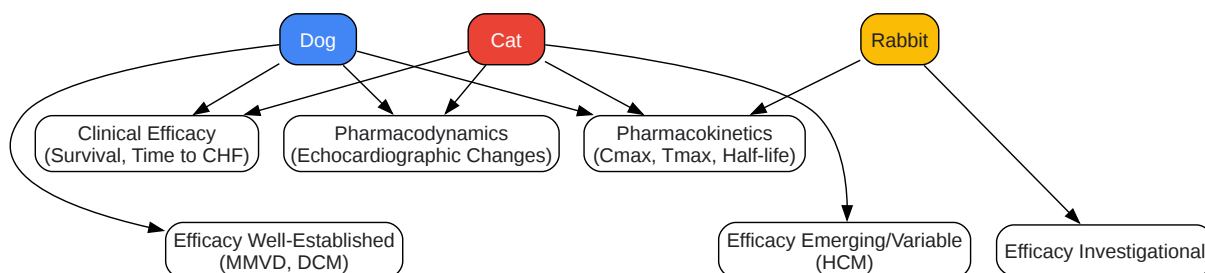 Dog
Cat
Rabbit
Clinical Efficacy
(Survival, Time to CHF)
Pharmacodynamics
(Echocardiographic Changes)
Pharmacokinetics
(Cmax, Tmax, Half-life)
Efficacy Well-Established
(MMVD, DCM)
Efficacy Emerging/Variable
(HCM)
Efficacy Investigational